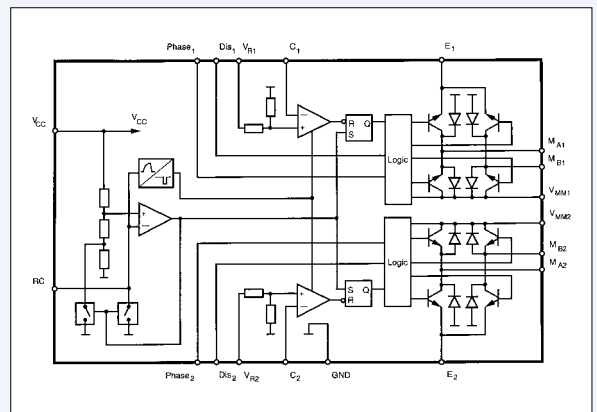 Phase1 Dis1 VR1 C1 E1
VCC VCC
R Q
S
Logic
MA1
MB1
VMM1
VMM2
MB2
MA2
+
−
RC
S Q
R
Logic
Phase2 Dis2 VR2 C2 GND E2